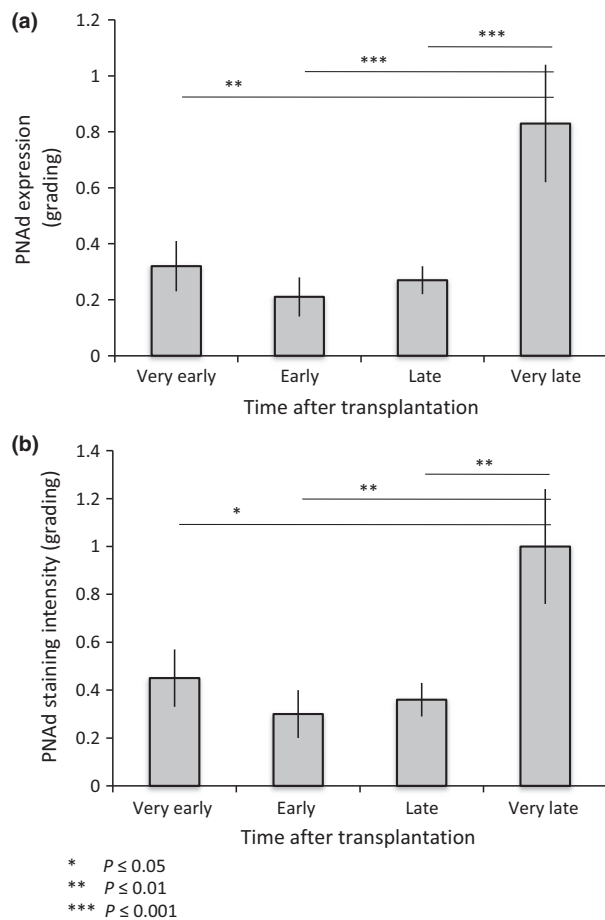 (a)
1.2
1
0.8
0.6
0.4
0.2
0
PNAd expression
(grading)
***
***
**
Very early Early Late Very late
Time after transplantation
(b)
1.4
1.2
1
0.8
0.6
0.4
0.2
0
PNAd staining intensity (grading)
**
**
*
Very early Early Late Very late
Time after transplantation
* P ≤ 0.05
** P ≤ 0.01
*** P ≤ 0.001